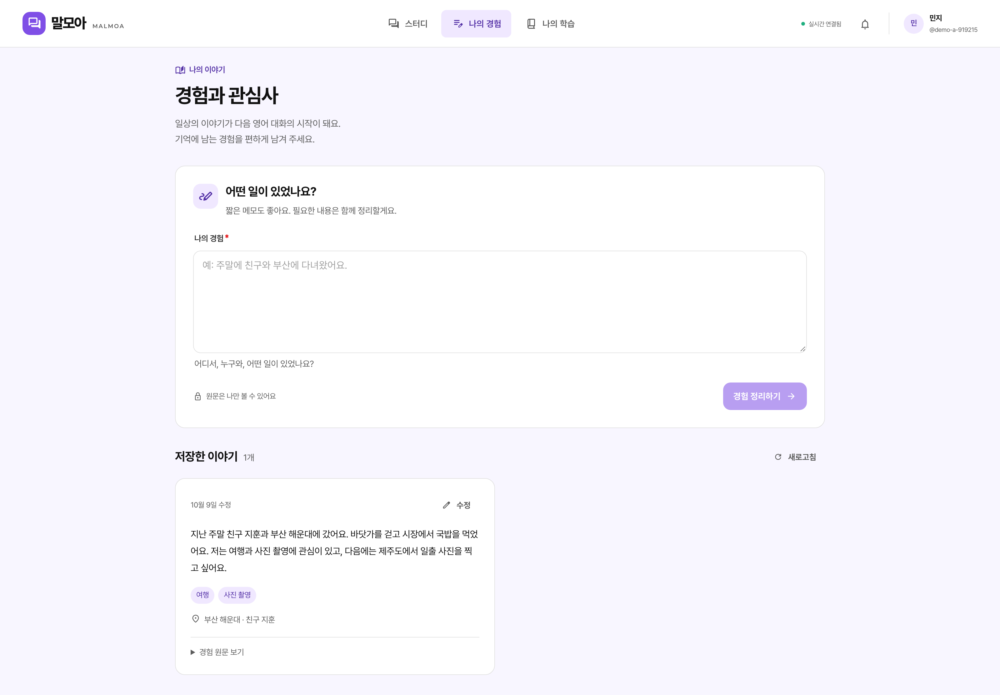 말모아 MALMOA
스터디
나의 경험
나의 학습
실시간 연결됨
민
민지
@demo-a-919215
나의 이야기
경험과 관심사
일상의 이야기가 다음 영어 대화의 시작이 돼요.
기억에 남는 경험을 편하게 남겨 주세요.
어떤 일이 있었나요?
짧은 메모도 좋아요. 필요한 내용은 함께 정리할게요.
나의 경험 *
예: 주말에 친구와 부산에 다녀왔어요.
어디서, 누구와, 어떤 일이 있었나요?
원문은 나만 볼 수 있어요
경험 정리하기
저장한 이야기 1개
새로고침
10월 9일 수정
수정
지난 주말 친구 지훈과 부산 해운대에 갔어요. 바닷가를 걷고 시장에서 국밥을 먹었
어요. 저는 여행과 사진 촬영에 관심이 있고, 다음에는 제주도에서 일출 사진을 찍
고 싶어요.
여행
사진 촬영
부산 해운대 · 친구 지훈
경험 원문 보기